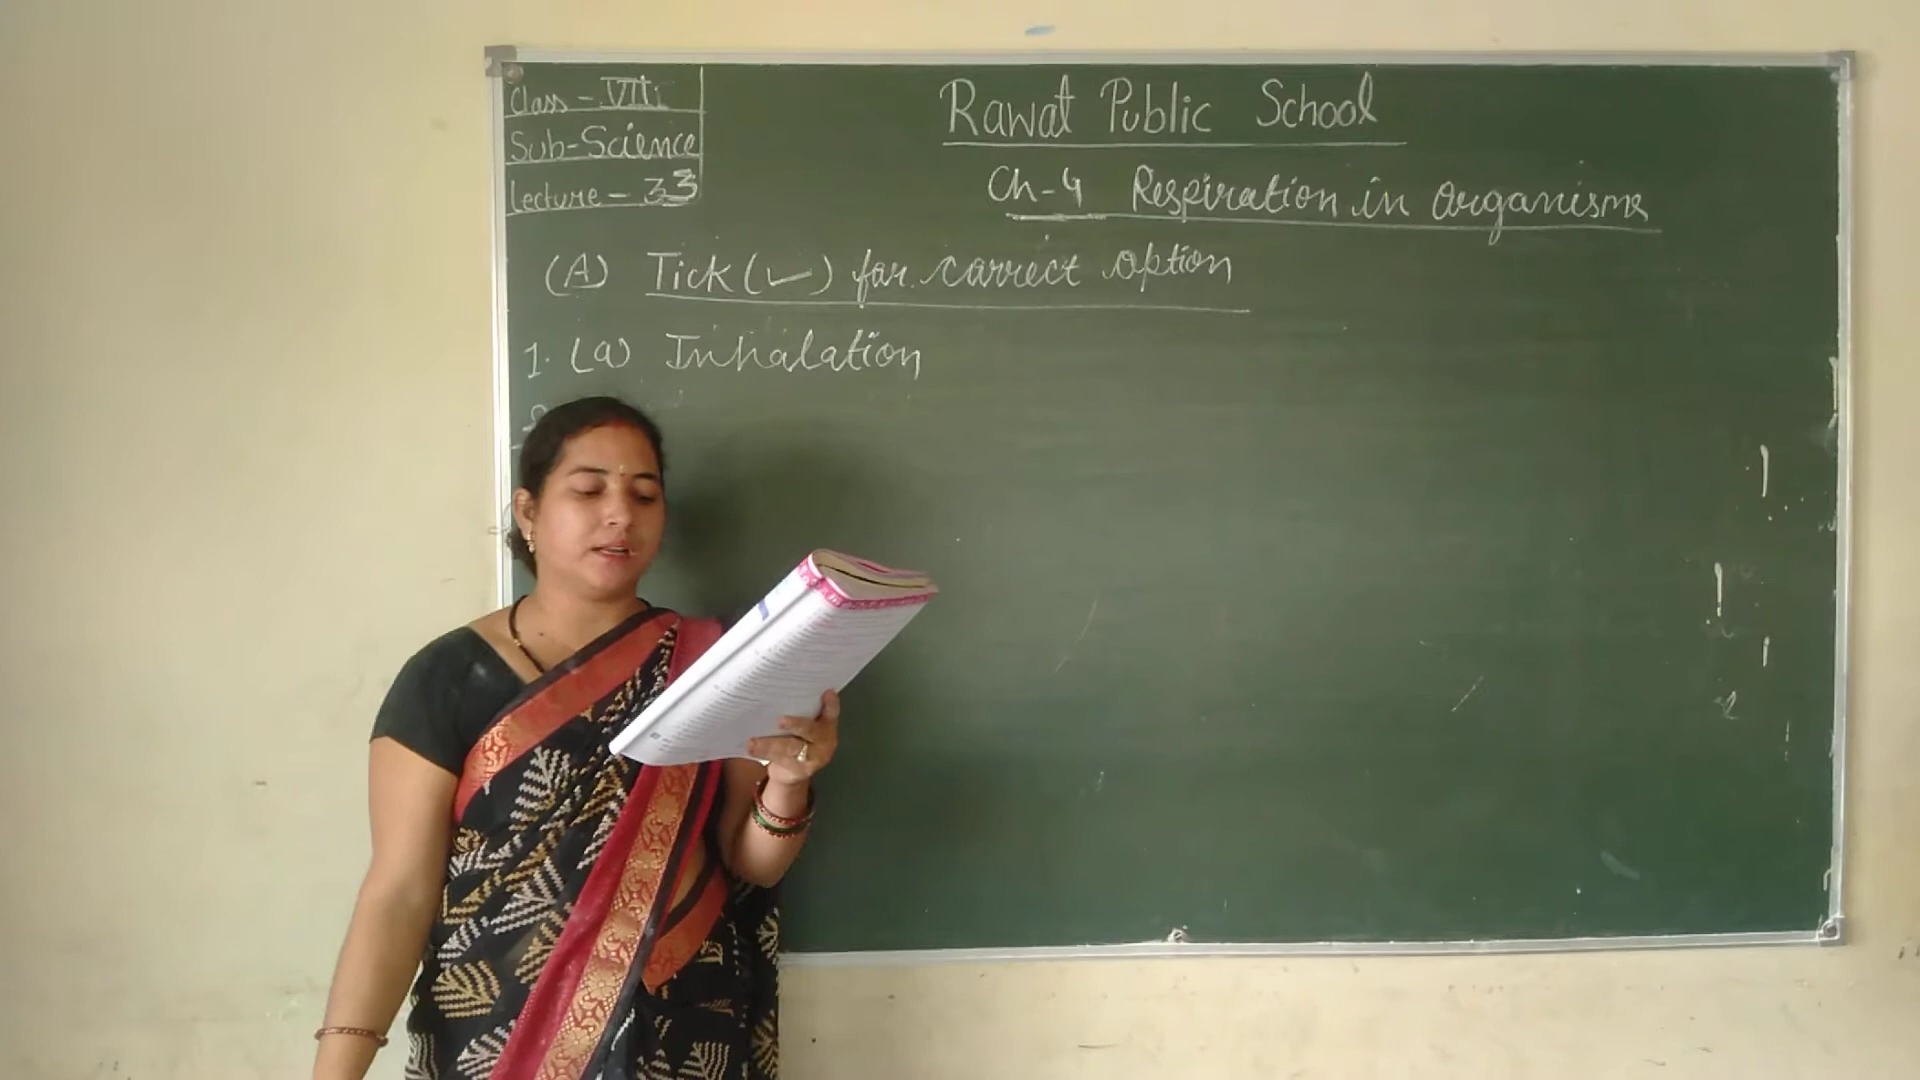 Class - VII
Sub-Science
Lecture - 33
Rawat Public School
Ch-4 Respiration in Organisms
(A) Tick (✓) for correct option
1. (a) Inhalation